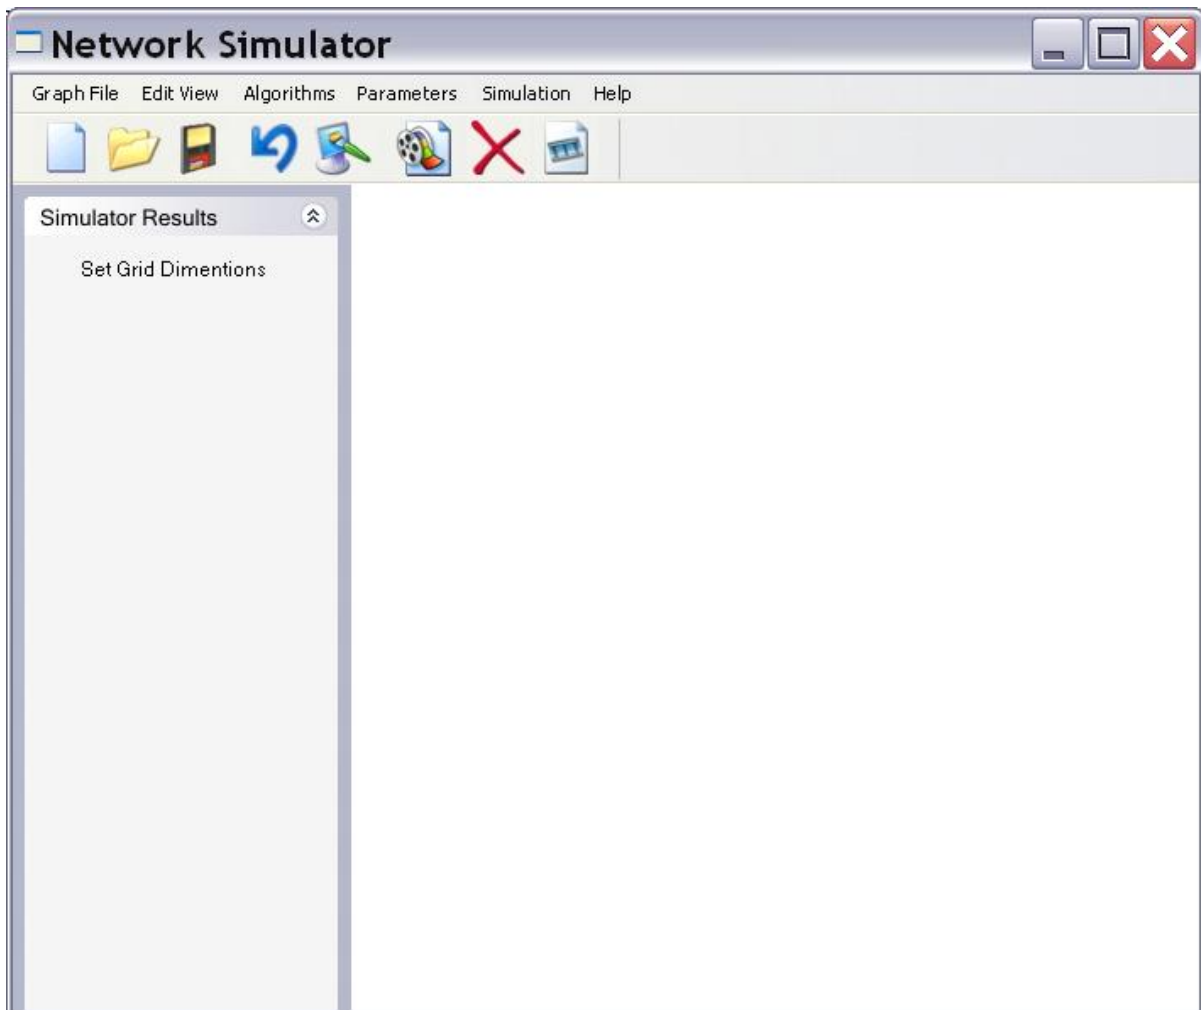 Network Simulator
Graph File Edit View Algorithms Parameters Simulation Help
Simulator Results
Set Grid Dimentions